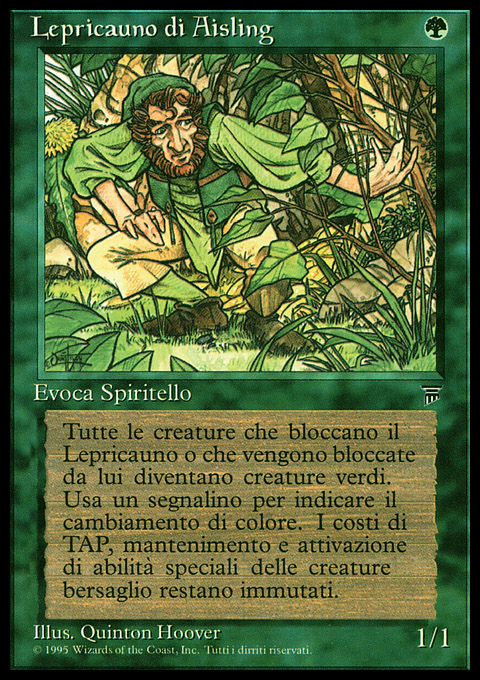 Lepricauno di Aisling
Evoca Spiritello
Tutte le creature che bloccano il
Lepricauno o che vengono bloccate
da lui diventano creature verdi.
Usa un segnalino per indicare il
cambiamento di colore. I costi di
TAP, mantenimento e attivazione
di abilità speciali delle creature
bersaglio restano immutati.
Illus. Quinton Hoover
1/1
© 1995 Wizards of the Coast, Inc. Tutti i dirriti riservati.